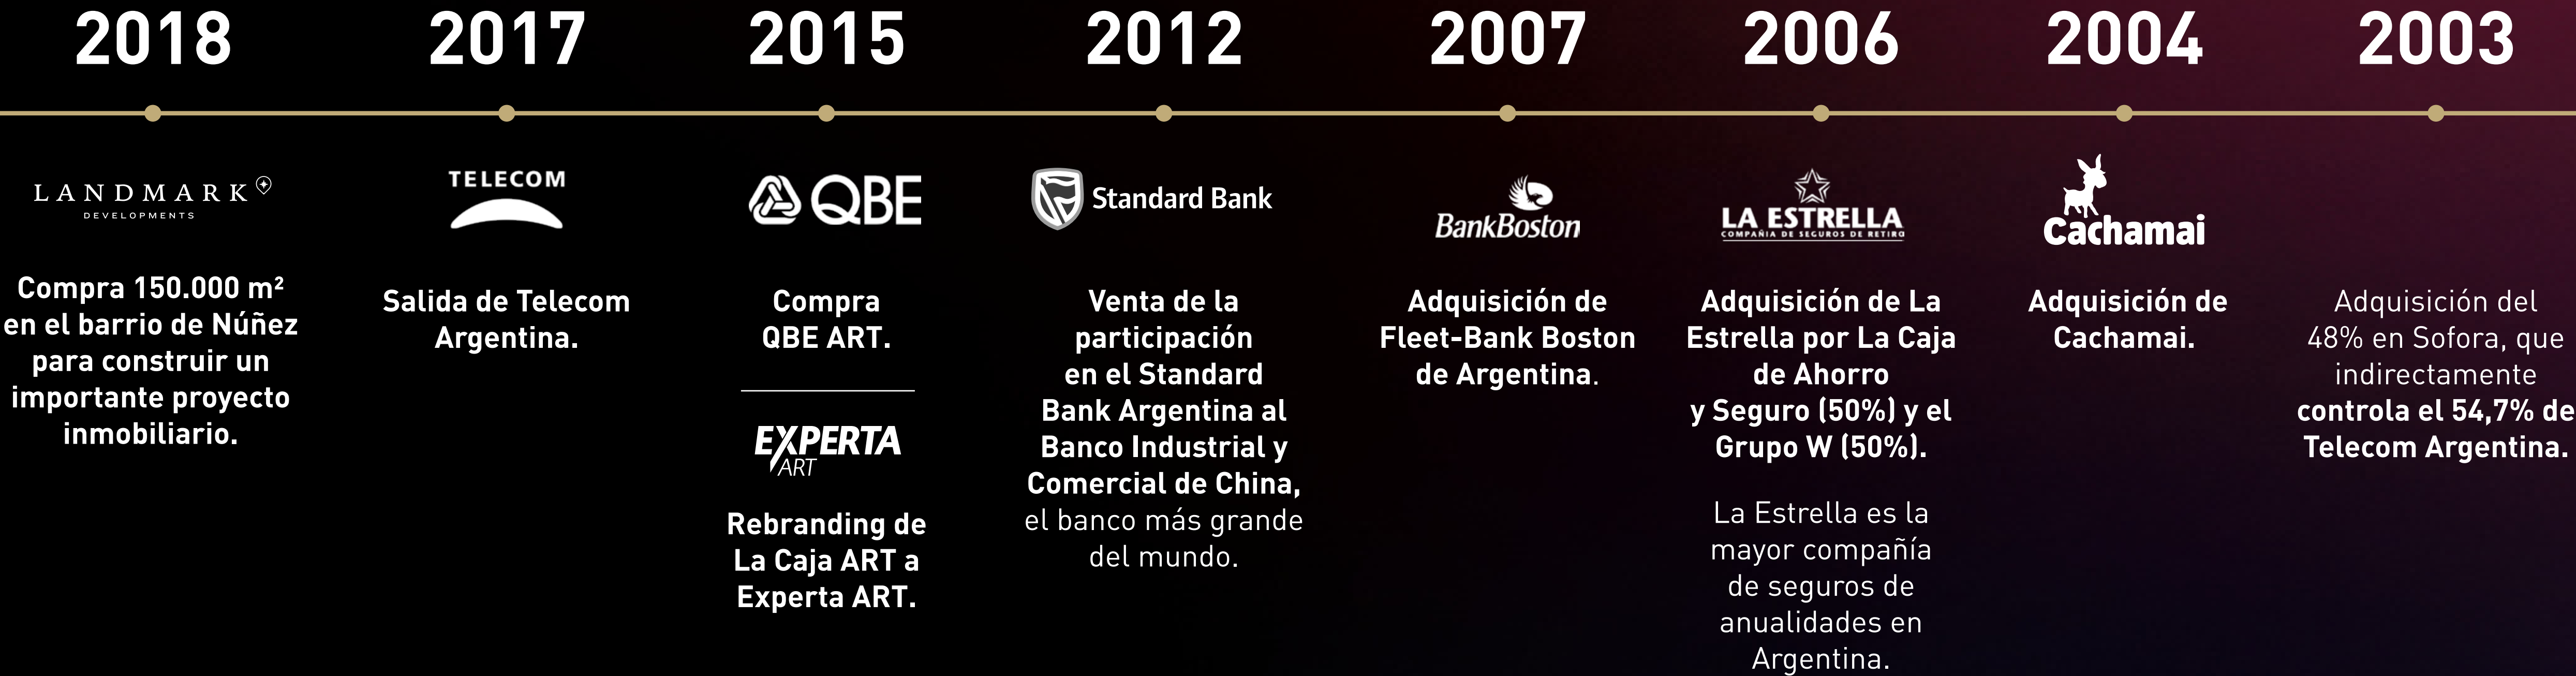 2018
LANDMARK
DEVELOPMENTS
Compra 150.000 m²
en el barrio de Núñez
para construir un
importante proyecto
inmobiliario.
2017
TELECOM
Salida de Telecom
Argentina.
2015
QBE
Compra
QBE ART.
EXPERTA
ART
Rebranding de
La Caja ART a
Experta ART.
2012
Standard Bank
Venta de la
participación
en el Standard
Bank Argentina al
Banco Industrial y
Comercial de China,
el banco más grande
del mundo.
2007
BankBoston
Adquisición de
Fleet-Bank Boston
de Argentina.
2006
LA ESTRELLA
COMPAÑIA DE SEGUROS DE RETIRO
Adquisición de La
Estrella por La Caja
de Ahorro
y Seguro (50%) y el
Grupo W (50%).
La Estrella es la
mayor compañía
de seguros de
anualidades en
Argentina.
2004
Cachamai
Adquisición de
Cachamai.
2003
Adquisición del
48% en Sofora, que
indirectamente
controla el 54,7% de
Telecom Argentina.